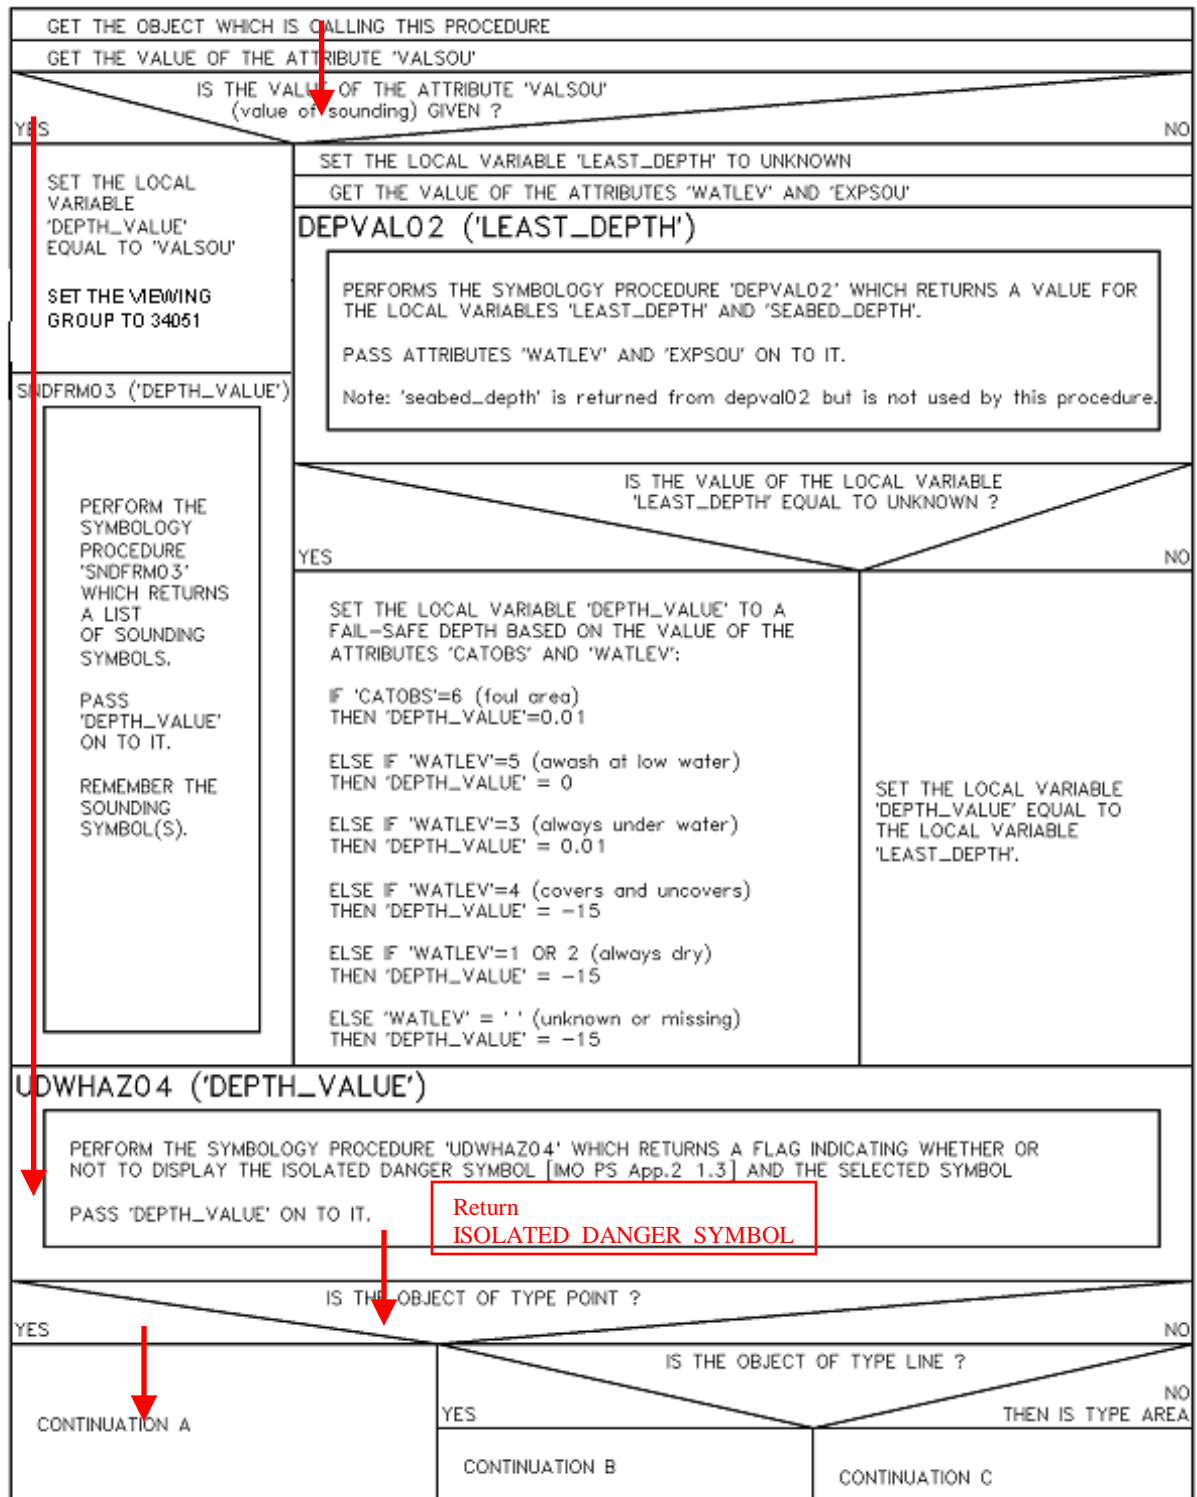 GET THE OBJECT WHICH IS CALLING THIS PROCEDURE
GET THE VALUE OF THE ATTRIBUTE 'VALSOU'
IS THE VALUE OF THE ATTRIBUTE 'VALSOU'
(value of sounding) GIVEN ?
YES
NO
SET THE LOCAL
VARIABLE
'DEPTH_VALUE'
EQUAL TO 'VALSOU'
SET THE VIEWING
GROUP TO 34051
SNDFRM03 ('DEPTH_VALUE')
PERFORM THE
SYMBOLOGY
PROCEDURE
'SNDFRM03'
WHICH RETURNS
A LIST
OF SOUNDING
SYMBOLS.
PASS
'DEPTH_VALUE'
ON TO IT.
REMEMBER THE
SOUNDING
SYMBOL(S).
SET THE LOCAL VARIABLE 'LEAST_DEPTH' TO UNKNOWN
GET THE VALUE OF THE ATTRIBUTES 'WATLEV' AND 'EXPSOU'
DEPVAL02 ('LEAST_DEPTH')
PERFORMS THE SYMBOLOGY PROCEDURE 'DEPVAL02' WHICH RETURNS A VALUE FOR
THE LOCAL VARIABLES 'LEAST_DEPTH' AND 'SEABED_DEPTH'.
PASS ATTRIBUTES 'WATLEV' AND 'EXPSOU' ON TO IT.
Note: 'seabed_depth' is returned from depval02 but is not used by this procedure.
IS THE VALUE OF THE LOCAL VARIABLE
'LEAST_DEPTH' EQUAL TO UNKNOWN ?
YES
NO
SET THE LOCAL VARIABLE 'DEPTH_VALUE' TO A
FAIL-SAFE DEPTH BASED ON THE VALUE OF THE
ATTRIBUTES 'CATOBS' AND 'WATLEV':
IF 'CATOBS'=6 (foul area)
THEN 'DEPTH_VALUE'=0.01
ELSE IF 'WATLEV'=5 (awash at low water)
THEN 'DEPTH_VALUE' = 0
ELSE IF 'WATLEV'=3 (always under water)
THEN 'DEPTH_VALUE' = 0.01
ELSE IF 'WATLEV'=4 (covers and uncovers)
THEN 'DEPTH_VALUE' = -15
ELSE IF 'WATLEV'=1 OR 2 (always dry)
THEN 'DEPTH_VALUE' = -15
ELSE 'WATLEV' = ' ' (unknown or missing)
THEN 'DEPTH_VALUE' = -15
SET THE LOCAL VARIABLE
'DEPTH_VALUE' EQUAL TO
THE LOCAL VARIABLE
'LEAST_DEPTH'.
UDWHAZ04 ('DEPTH_VALUE')
PERFORM THE SYMBOLOGY PROCEDURE 'UDWHAZ04' WHICH RETURNS A FLAG INDICATING WHETHER OR
NOT TO DISPLAY THE ISOLATED DANGER SYMBOL [IMO PS App.2 1.3] AND THE SELECTED SYMBOL
PASS 'DEPTH_VALUE' ON TO IT.
Return
ISOLATED DANGER SYMBOL
IS THE OBJECT OF TYPE POINT ?
YES
NO
IS THE OBJECT OF TYPE LINE ?
YES
NO
THEN IS TYPE AREA
CONTINUATION A
CONTINUATION B
CONTINUATION C